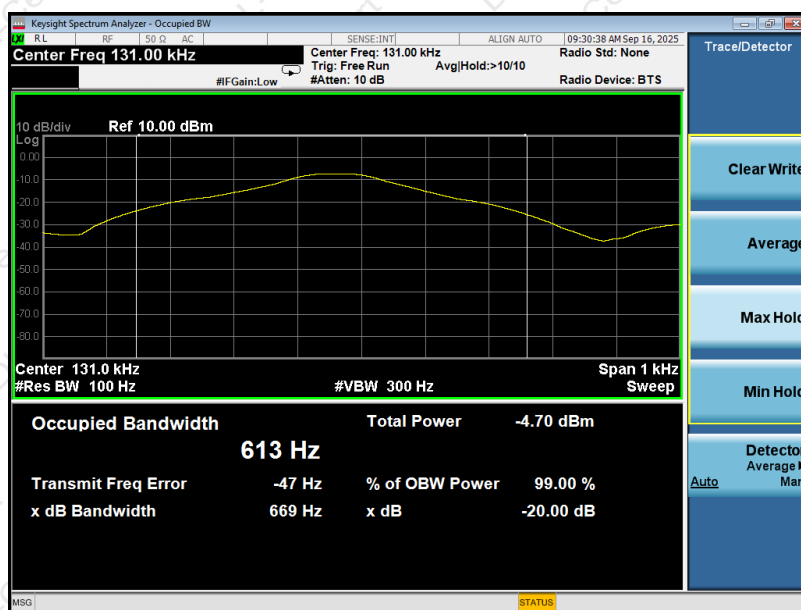 Keysight Spectrum Analyzer - Occupied BW
LXI RL RF 50 Ω AC SENSE:INT ALIGN AUTO 09:30:38 AM Sep 16, 2025
Center Freq 131.00 kHz
Center Freq: 131.00 kHz Radio Std: None
Trig: Free Run Avg|Hold:>10/10
#IFGain:Low #Atten: 10 dB Radio Device: BTS
Trace/Detector
10 dB/div Ref 10.00 dBm
Log
0.00
-10.0
-20.0
-30.0
-40.0
-50.0
-60.0
-70.0
-80.0
Clear Write
Average
Max Hold
Min Hold
Detector
Average
Auto Man
Center 131.0 kHz Span 1 kHz
#Res BW 100 Hz #VBW 300 Hz Sweep
Occupied Bandwidth Total Power -4.70 dBm
613 Hz
Transmit Freq Error -47 Hz % of OBW Power 99.00 %
x dB Bandwidth 669 Hz x dB -20.00 dB
MSG STATUS